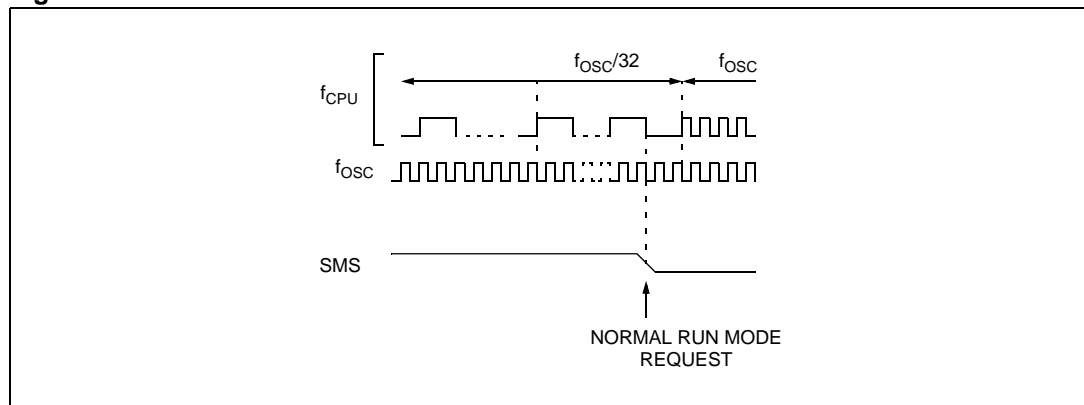 fOSC/32
fOSC
fCPU
fOSC
SMS
NORMAL RUN MODE
REQUEST